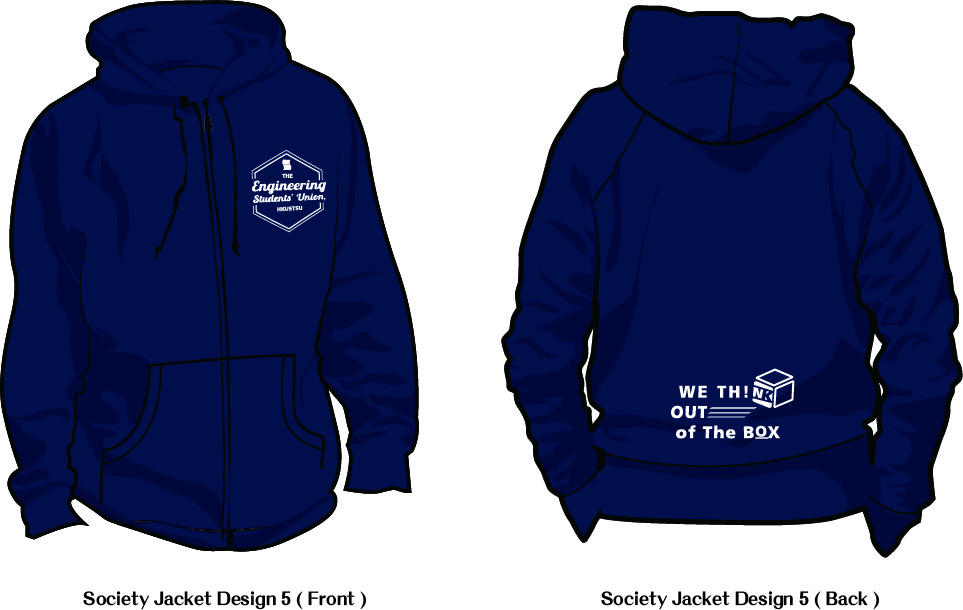 THE
Engineering
Students' Union,
HKUSTSU
WE TH!NK
OUT
of The BOX
Society Jacket Design 5 ( Front )
Society Jacket Design 5 ( Back )